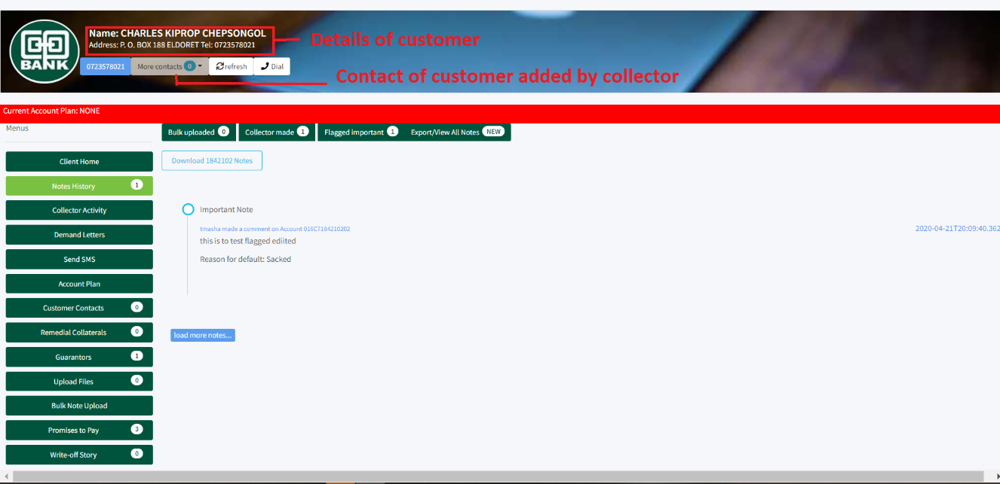 BANK
Name: CHARLES KIPROP CHEPSONGOL
Details of customer
Address: P. O. BOX 188 ELDORET Tel: 0723578021
0723578021 More contacts 0 refresh Dial
Contact of customer added by collector
Current Account Plan: NONE
Menus
Bulk uploaded 0 Collector made 1 Flagged important 1 Export/View All Notes NEW
Client Home
Download 1842102 Notes
Notes History 1
Collector Activity
Important Note
Demand Letters
tmasha made a comment on Account 016C7184210202 2020-04-21T20:09:40.362
this is to test flagged ediited
Send SMS
Reason for default: Sacked
Account Plan
Customer Contacts 0
Remedial Collaterals 0
load more notes...
Guarantors 1
Upload Files 0
Bulk Note Upload
Promises to Pay 3
Write-off Story 0